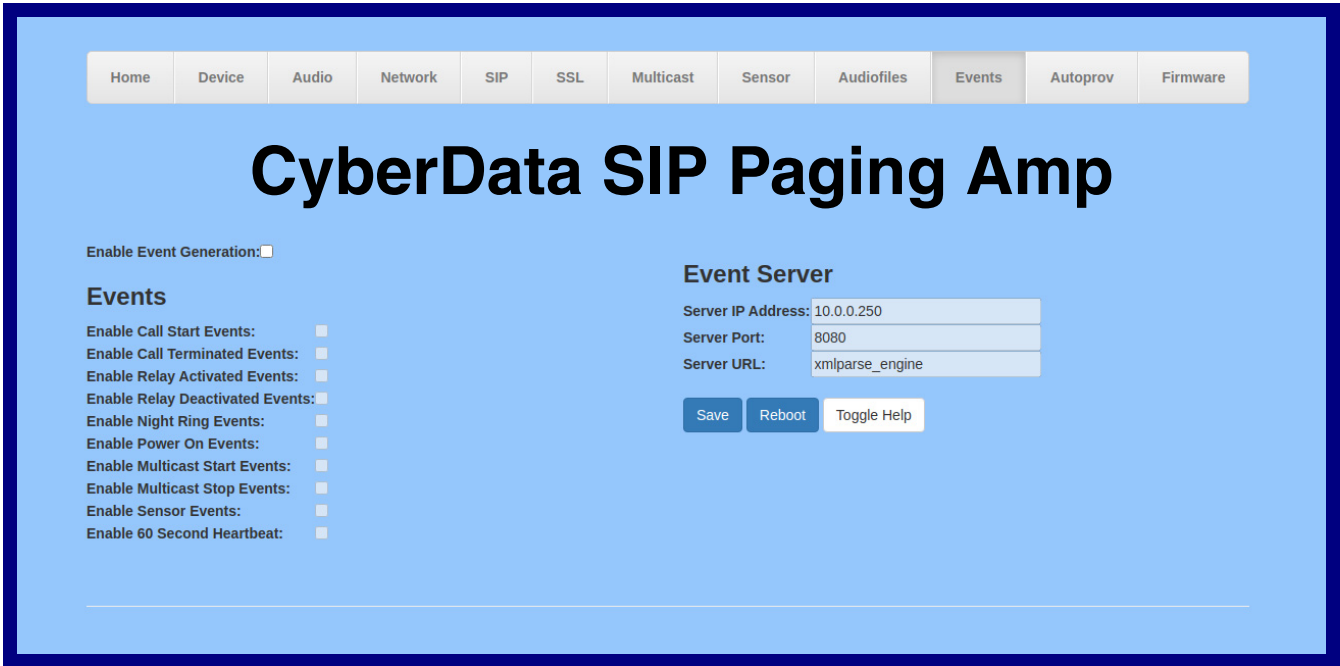 Home Device Audio Network SIP SSL Multicast Sensor Audiofiles Events Autoprov Firmware
CyberData SIP Paging Amp
Enable Event Generation:
Events
Enable Call Start Events:
Enable Call Terminated Events:
Enable Relay Activated Events:
Enable Relay Deactivated Events:
Enable Night Ring Events:
Enable Power On Events:
Enable Multicast Start Events:
Enable Multicast Stop Events:
Enable Sensor Events:
Enable 60 Second Heartbeat:
Event Server
Server IP Address: 10.0.0.250
Server Port: 8080
Server URL: xmlparse_engine
Save Reboot Toggle Help